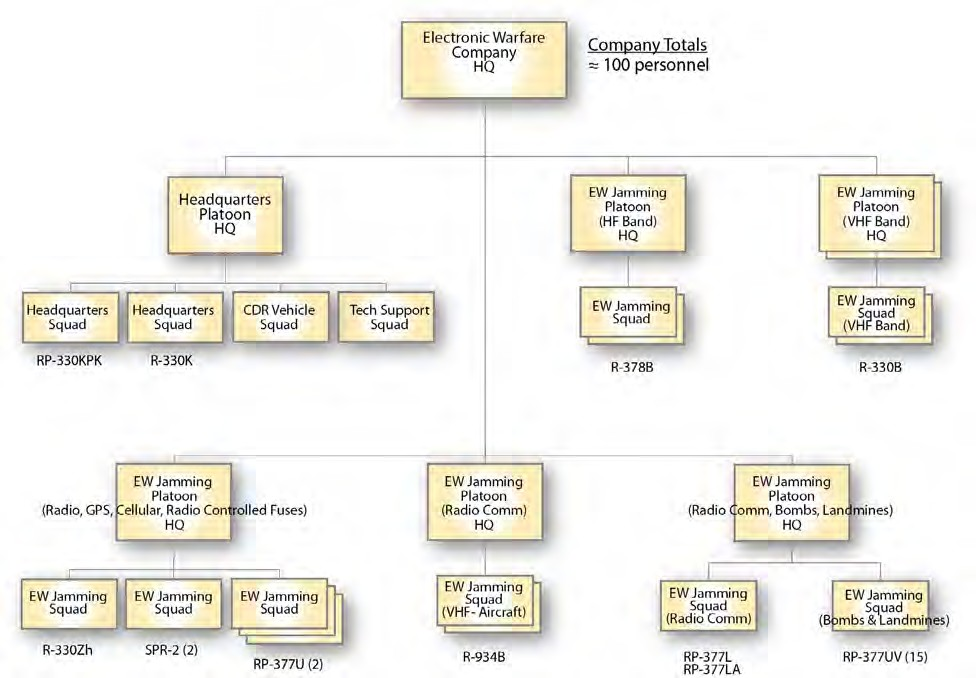 Electronic Warfare
Company
HQ
Company Totals
≈ 100 personnel
Headquarters
Platoon
HQ
EW Jamming
Platoon
(HF Band)
HQ
EW Jamming
Platoon
(VHF Band)
HQ
Headquarters
Squad
RP-330KPK
Headquarters
Squad
R-330K
CDR Vehicle
Squad
Tech Support
Squad
EW Jamming
Squad
R-378B
EW Jamming
Squad
(VHF Band)
R-330B
EW Jamming
Platoon
(Radio, GPS, Cellular, Radio Controlled Fuses)
HQ
EW Jamming
Platoon
(Radio Comm)
HQ
EW Jamming
Platoon
(Radio Comm, Bombs, Landmines)
HQ
EW Jamming
Squad
R-330Zh
EW Jamming
Squad
SPR-2 (2)
EW Jamming
Squad
RP-377U (2)
EW Jamming
Squad
(VHF- Aircraft)
R-934B
EW Jamming
Squad
(Radio Comm)
RP-377L
RP-377LA
EW Jamming
Squad
(Bombs & Landmines)
RP-377UV (15)